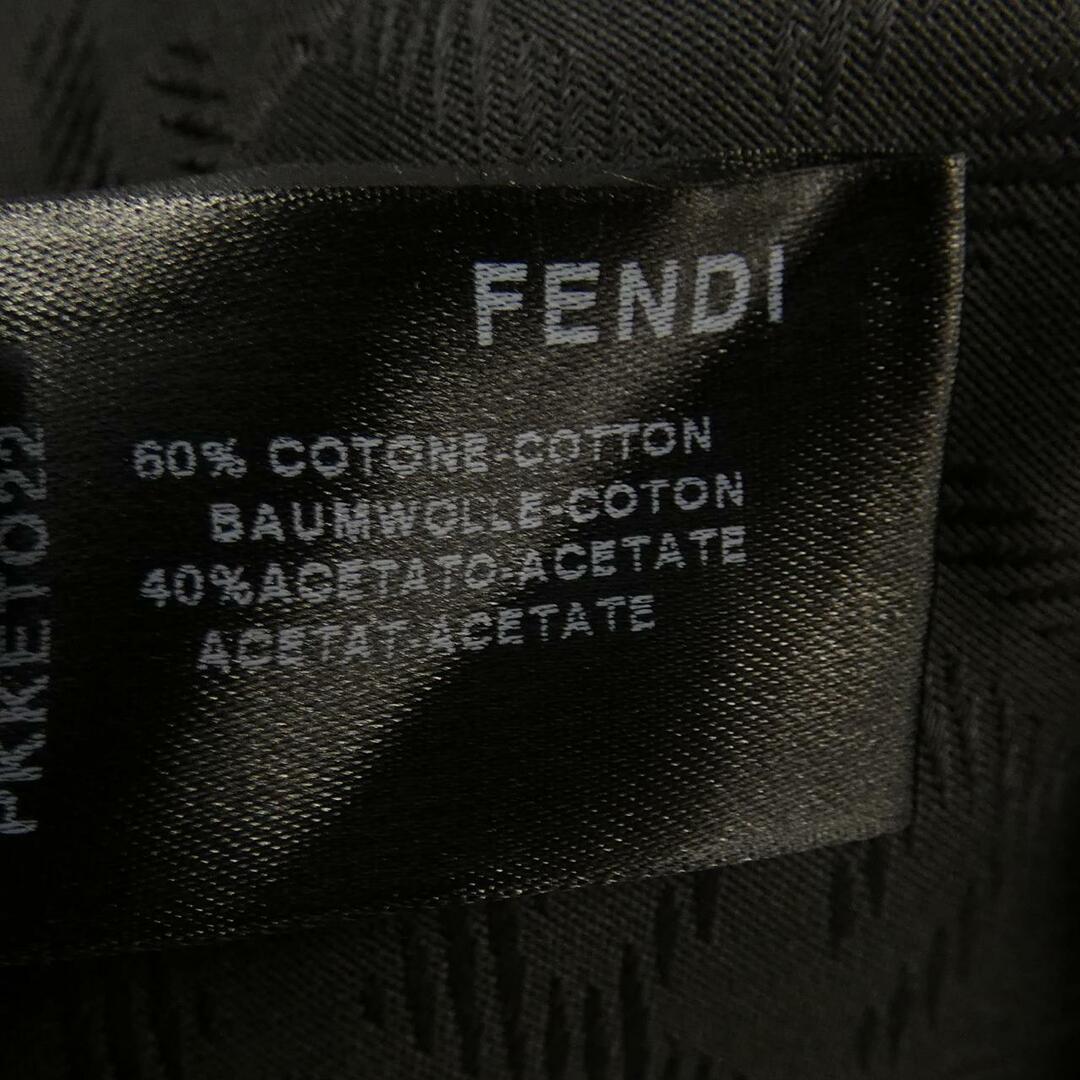 FENDI
60% COTONE-COTTON
BAUMWOLLE-COTON
40%ACETATO-ACETATE
ACETAT-ACETATE